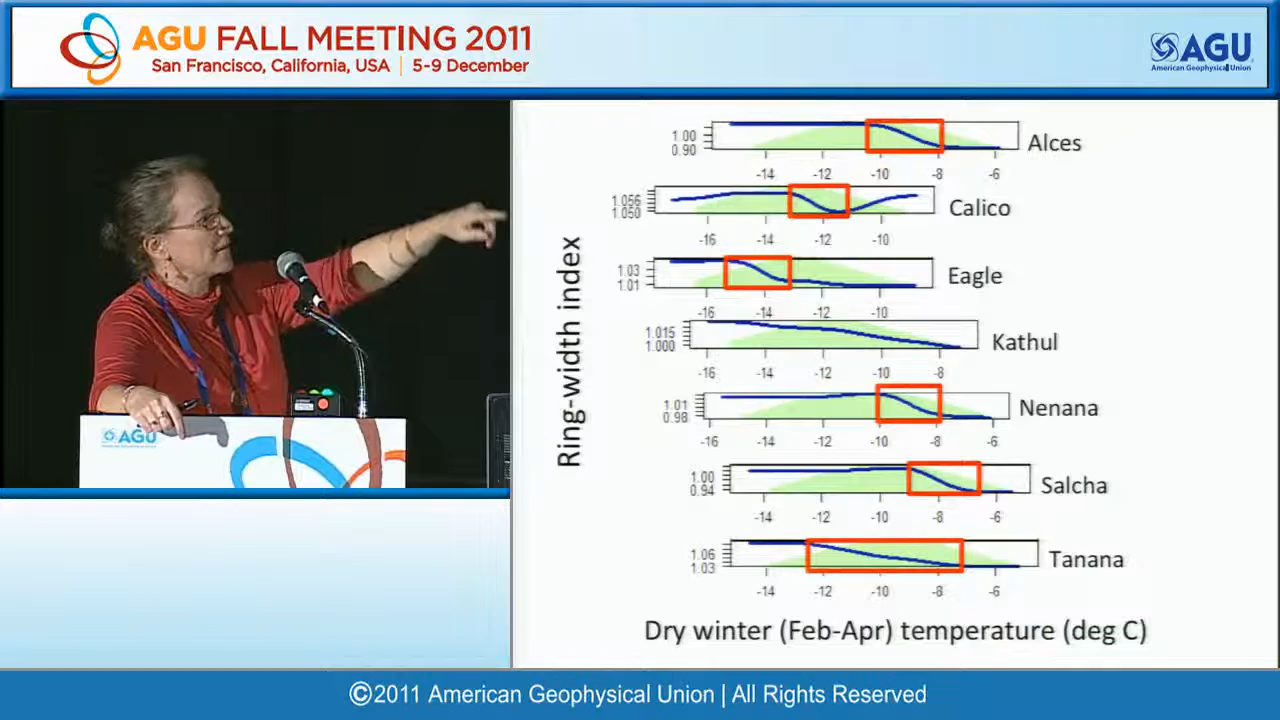 AGU FALL MEETING 2011
San Francisco, California, USA | 5-9 December
AGU
American Geophysical Union
AGU
Ring-width index
1.00
0.90
-14 -12 -10 -8 -6
Alces
1.056
1.050
-16 -14 -12 -10
Calico
1.03
1.01
-16 -14 -12 -10
Eagle
1.015
1.000
-16 -14 -12 -10 -8
Kathul
1.01
0.98
-16 -14 -12 -10 -8 -6
Nenana
1.00
0.94
-14 -12 -10 -8 -6
Salcha
1.06
1.03
-14 -12 -10 -8 -6
Tanana
Dry winter (Feb-Apr) temperature (deg C)
©2011 American Geophysical Union | All Rights Reserved